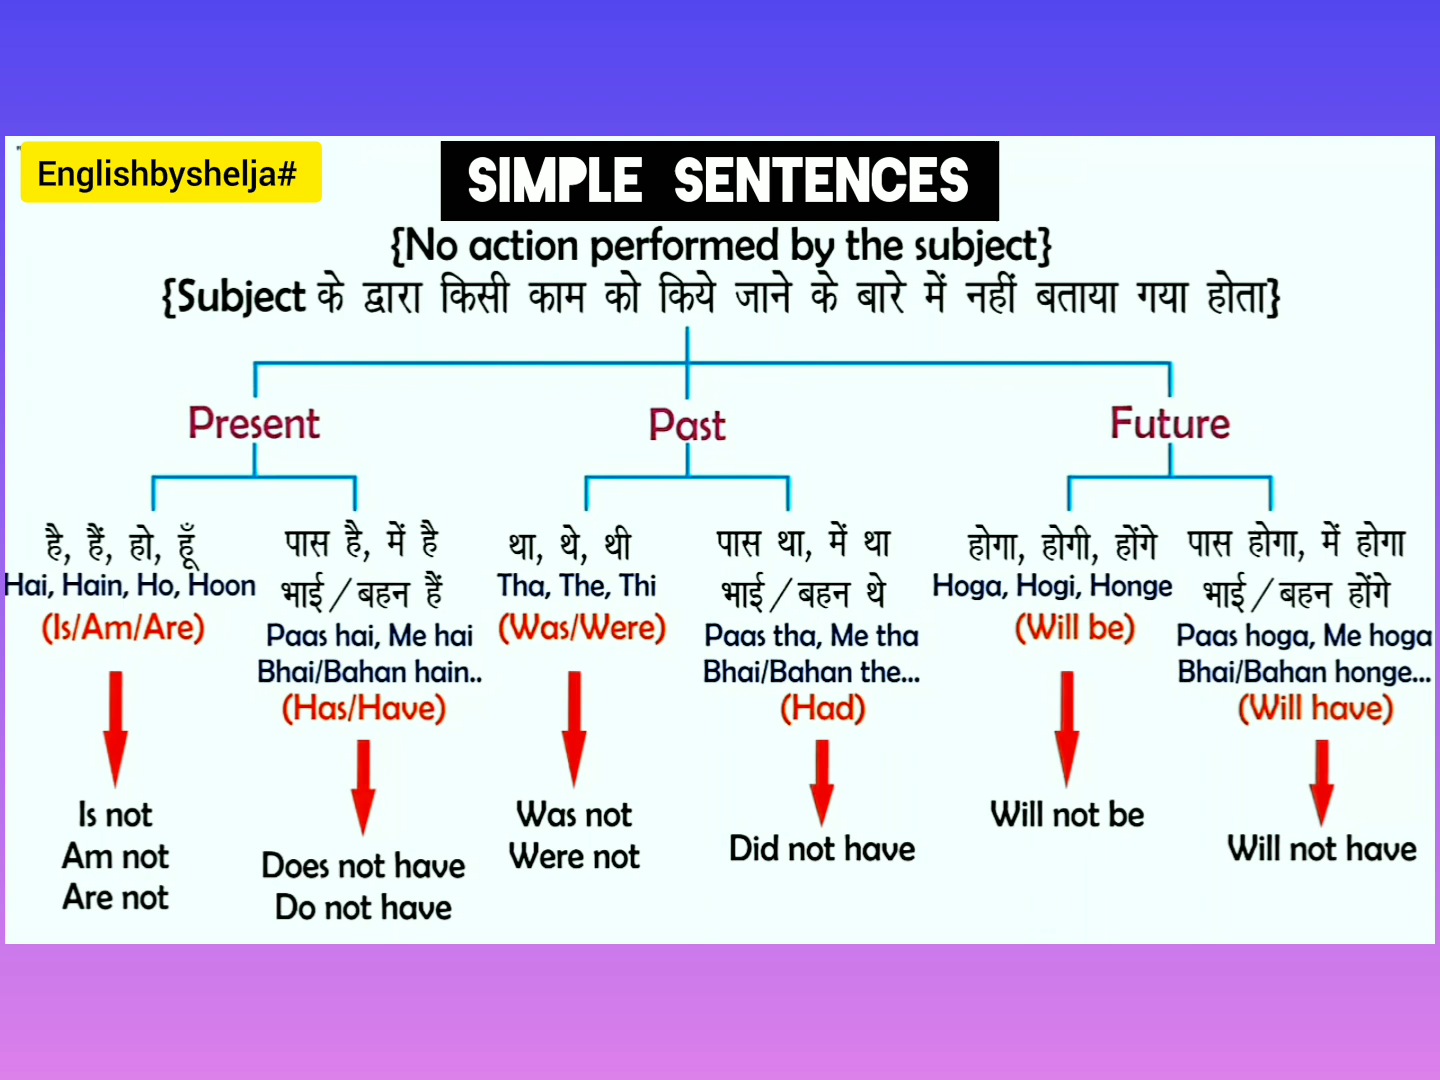 Englishbyshelja#
SIMPLE SENTENCES
{No action performed by the subject}
{Subject के द्वारा किसी काम को किये जाने के बारे में नहीं बताया गया होता}
Present
Past
Future
है, हैं, हो, हूँ
Hai, Hain, Ho, Hoon
(Is/Am/Are)
Is not
Am not
Are not
पास है, में है
भाई/बहन हैं
Paas hai, Me hai
Bhai/Bahan hain..
(Has/Have)
Does not have
Do not have
था, थे, थी
Tha, The, Thi
(Was/Were)
Was not
Were not
पास था, में था
भाई/बहन थे
Paas tha, Me tha
Bhai/Bahan the...
(Had)
Did not have
होगा, होगी, होंगे
Hoga, Hogi, Honge
(Will be)
Will not be
पास होगा, में होगा
भाई/बहन होंगे
Paas hoga, Me hoga
Bhai/Bahan honge...
(Will have)
Will not have